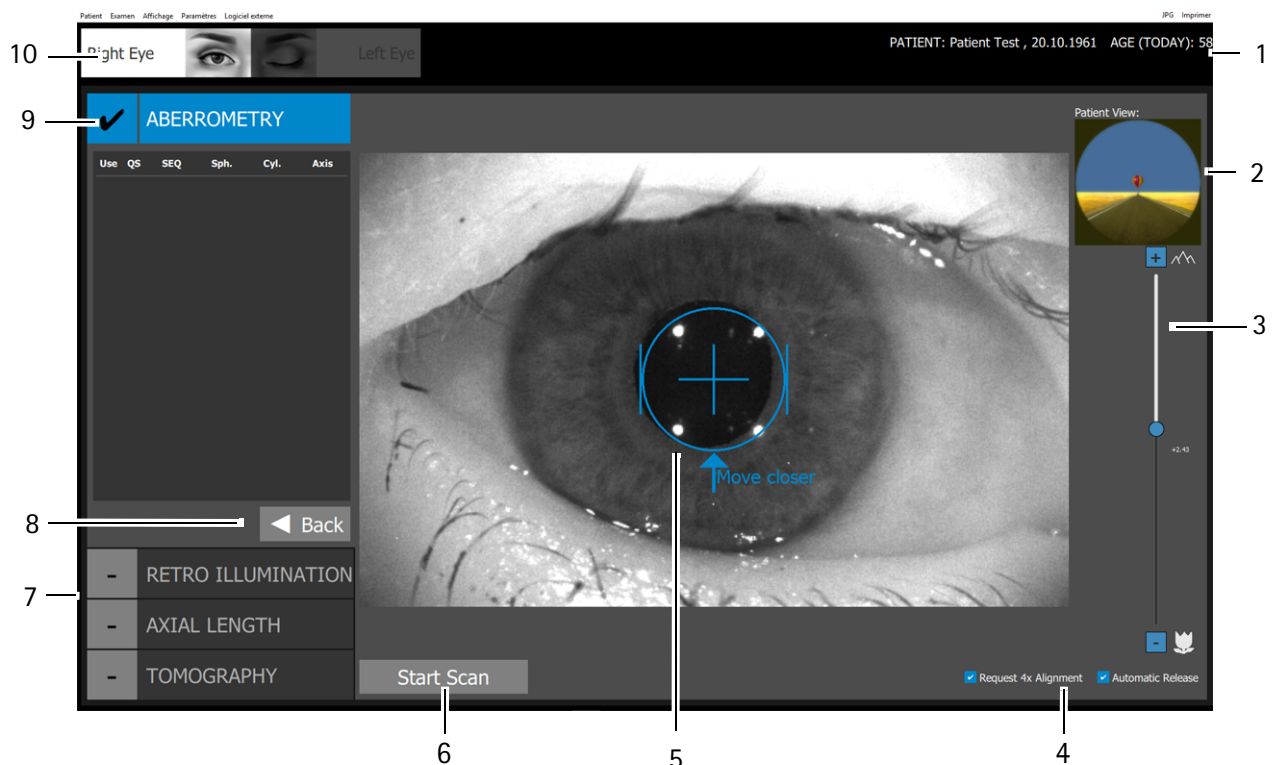 Patient Examen Affichage Paramètres Logiciel externe JPG Imprimer
10 Right Eye Left Eye PATIENT: Patient Test , 20.10.1961 AGE (TODAY): 58 1
9 ABERROMETRY Patient View:
Use QS SEQ Sph. Cyl. Axis
2
+
3
+2.43
Move closer
8 Back
- RETRO ILLUMINATION
7
- AXIAL LENGTH
-
- TOMOGRAPHY Start Scan Request 4x Alignment Automatic Release
6 5 4